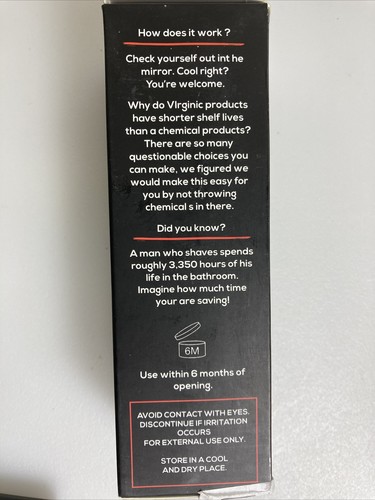 How does it work ?
Check yourself out int he
mirror. Cool right?
You're welcome.
Why do VIrginic products
have shorter shelf lives
than a chemical products?
There are so many
questionable choices you
can make, we figured we
would make this easy for
you by not throwing
chemical s in there.
Did you know?
A man who shaves spends
roughly 3,350 hours of his
life in the bathroom.
Imagine how much time
your are saving!
6M
Use within 6 months of
opening.
AVOID CONTACT WITH EYES.
DISCONTINUE IF IRRITATION
OCCURS
FOR EXTERNAL USE ONLY.
STORE IN A COOL
AND DRY PLACE.